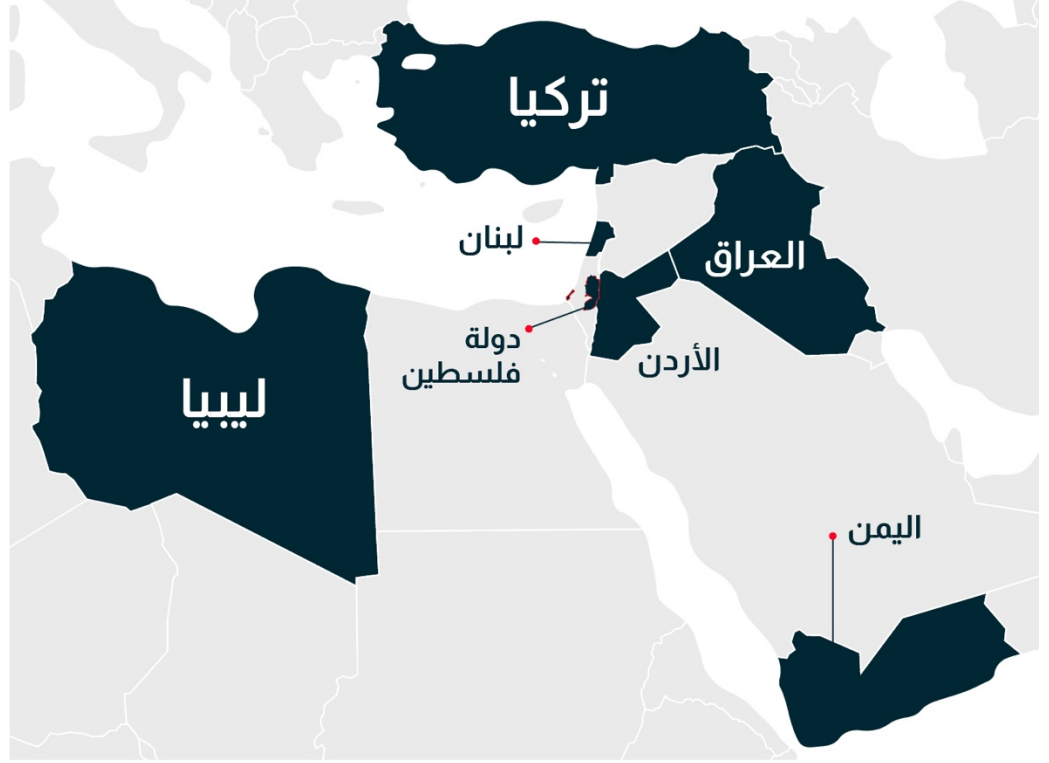 تركيا
لبنان
العراق
دولة
فلسطين
الأردن
ليبيا
اليمن